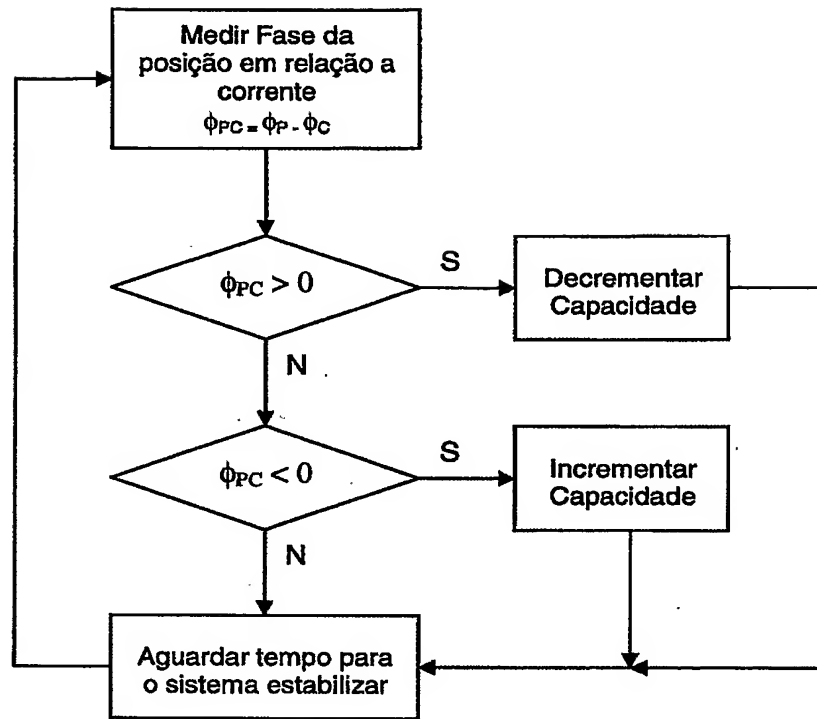 Medir Fase da
posição em relação a
corrente
ϕPC = ϕP - ϕC
ϕPC > 0
S
Decrementar
Capacidade
N
ϕPC < 0
S
Incrementar
Capacidade
N
Aguardar tempo para
o sistema estabilizar